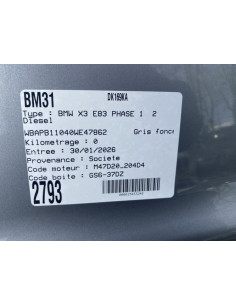 BM31 DK169KA
Type : BMW X3 E83 PHASE 1 2
Diesel
WBAPB11040WE47862 Gris fonce
Kilometrage : 0
Entree : 30/01/2026
Provenance : Societe
Code moteur : M47D20_204D4
Code boite : GS6-37DZ
2793